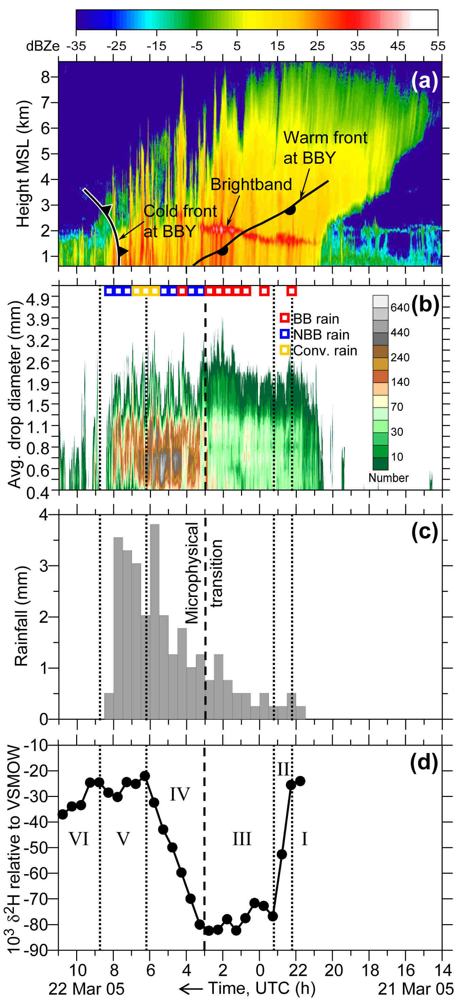 dBZe -35 -25 -15 -5 5 15 25 35 45 55
(a)
Height MSL (km)
8
7
6
5
4
3
2
1
Warm front
at BBY
Brightband
Cold front
at BBY
(b)
Avg. drop diameter (mm)
4.9
3.9
3.2
2.6
1.9
1.5
1.1
0.8
0.6
0.4
BB rain
NBB rain
Conv. rain
640
440
240
140
70
30
10
Number
(c)
Rainfall (mm)
4
3
2
1
0
Microphysical
transition
(d)
10³ δ²H relative to VSMOW
-10
-20
-30
-40
-50
-60
-70
-80
-90
II
IV
VI V III I
10 8 6 4 2 0 22 20 18 16 14
22 Mar 05 ← Time, UTC (h) 21 Mar 05